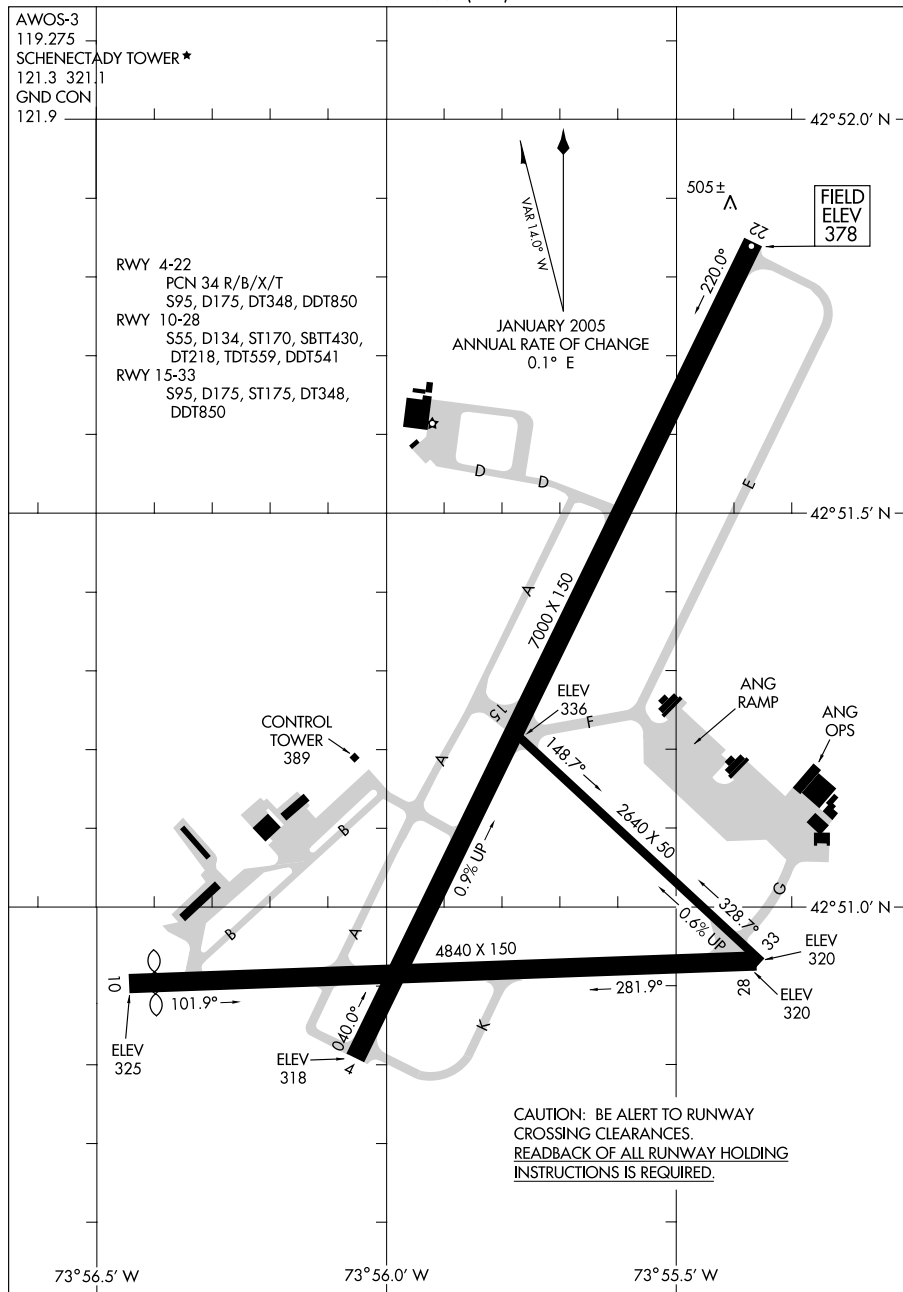 AWOS-3
119.275
SCHENECTADY TOWER★
121.3 321.1
GND CON
121.9
42°52.0' N
VAR 14.0° W
505±
FIELD
ELEV
378
22
220.0°
RWY 4-22
PCN 34 R/B/X/T
S95, D175, DT348, DDT850
RWY 10-28
S55, D134, ST170, SBTT430,
DT218, TDT559, DDT541
RWY 15-33
S95, D175, ST175, DT348,
DDT850
JANUARY 2005
ANNUAL RATE OF CHANGE
0.1° E
D
D
E
42°51.5' N
A
7000 X 150
ELEV
336
15
F
ANG
RAMP
ANG
OPS
CONTROL
TOWER
389
A
148.7°
2640 X 50
B
0.9% UP
G
42°51.0' N
328.7°
0.6% UP
33
B
A
4840 X 150
ELEV
320
10
101.9°
281.9°
28
ELEV
320
K
040.0°
ELEV
325
ELEV
318
4
CAUTION: BE ALERT TO RUNWAY
CROSSING CLEARANCES.
READBACK OF ALL RUNWAY HOLDING
INSTRUCTIONS IS REQUIRED.
73°56.5' W
73°56.0' W
73°55.5' W